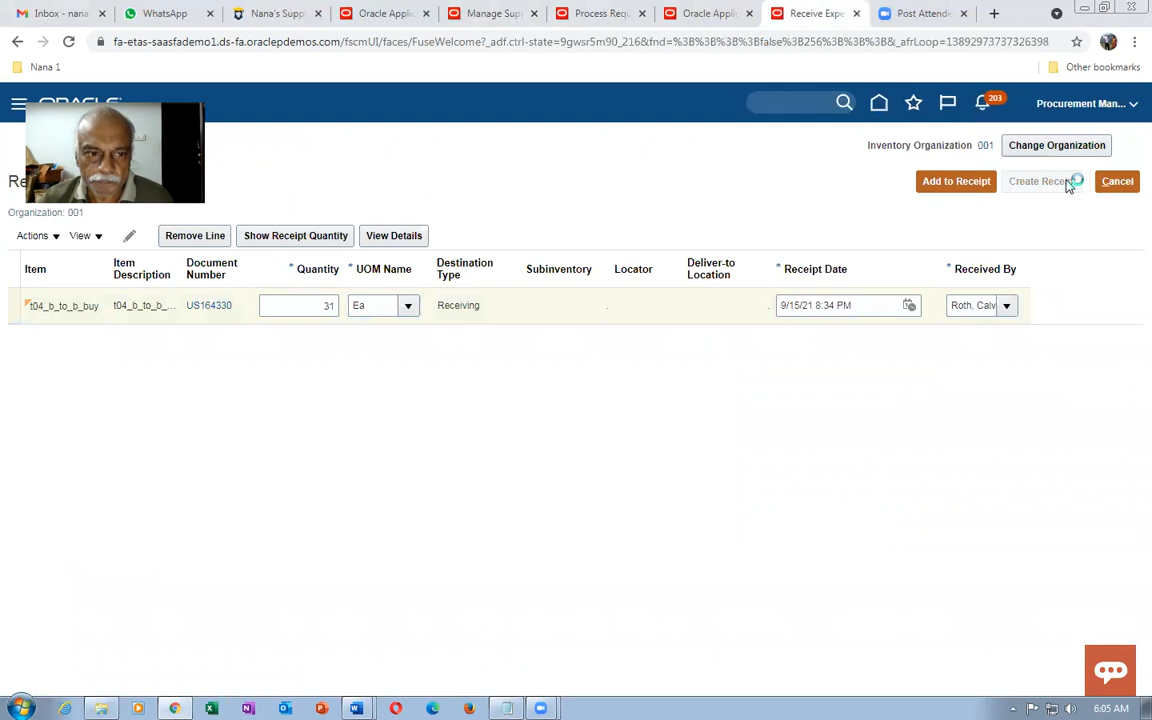 Inbox - nana
WhatsApp
Nana's Supp
Oracle Applic
Manage Supp
Process Requ
Oracle Applic
Receive Expe
Post Attende
fa-etas-saasfademo1.ds-fa.oraclepdemos.com/fscmUI/faces/FuseWelcome?_adf.ctrl-state=9gwsr5m90_216&fnd=%3B%3B%3B%3Bfalse%3B256%3B%3B%3B&_afrLoop=13892973737326398
Nana 1
Other bookmarks
203
Procurement Man...
Inventory Organization 001
Change Organization
Add to Receipt
Cancel
Organization: 001
Actions
View
Remove Line
Show Receipt Quantity
View Details
Item
Item Description
Document Number
* Quantity
* UOM Name
Destination Type
Subinventory
Locator
Deliver-to Location
* Receipt Date
* Received By
t04_b_to_b_buy
t04_b_to_b_...
US164330
31
Ea
Receiving
9/15/21 8:34 PM
Roth, Calv
6:05 AM